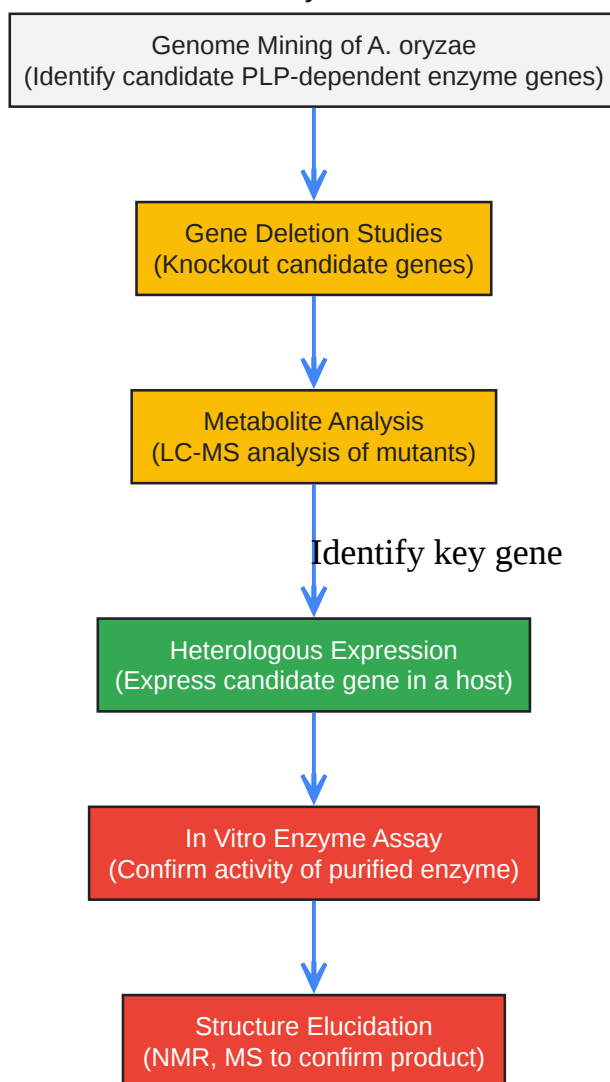 Genome Mining of A. oryzae
(Identify candidate PLP-dependent enzyme genes)
Gene Deletion Studies
(Knockout candidate genes)
Metabolite Analysis
(LC-MS analysis of mutants)
Identify key gene
Heterologous Expression
(Express candidate gene in a host)
In Vitro Enzyme Assay
(Confirm activity of purified enzyme)
Structure Elucidation
(NMR, MS to confirm product)